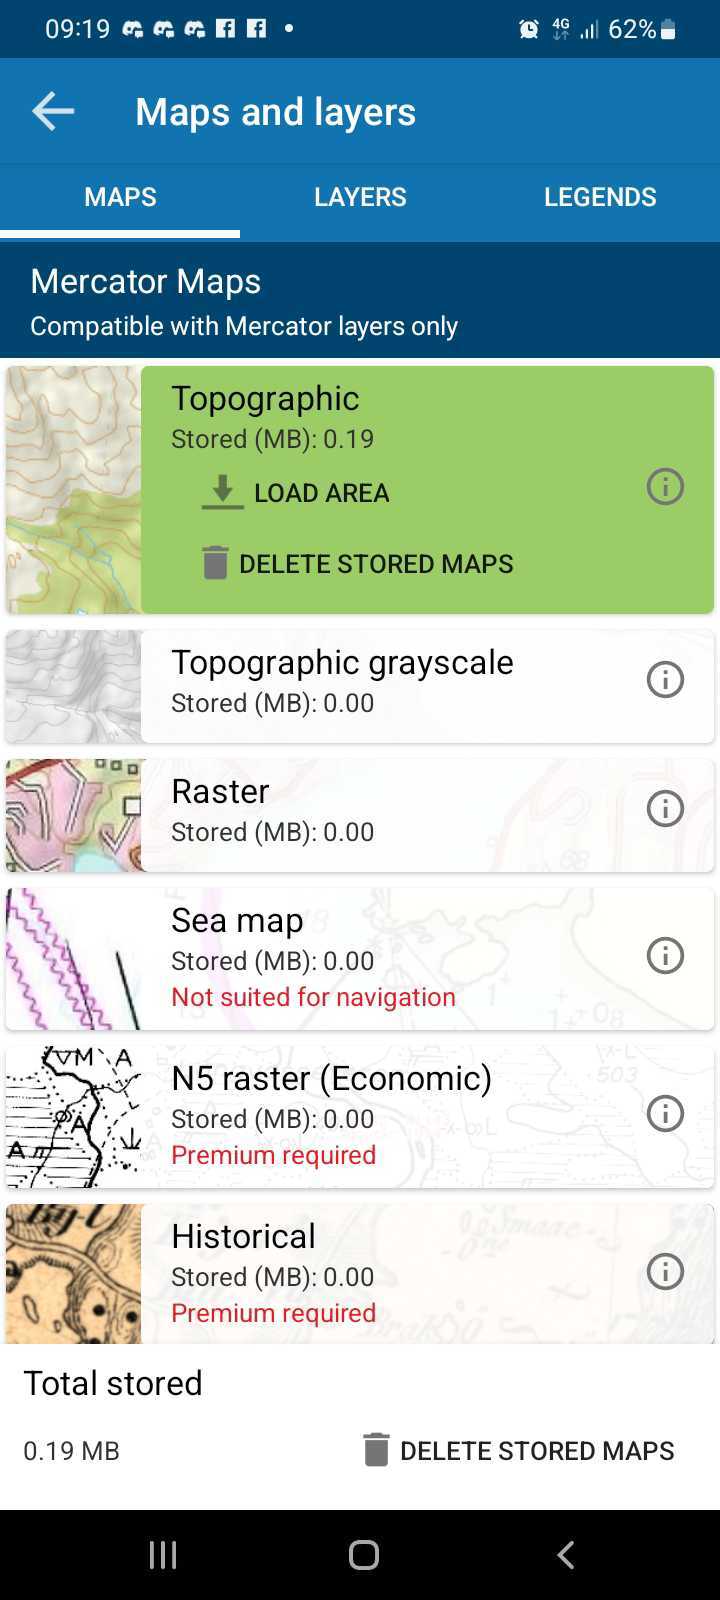 09:19
4G
62%
Maps and layers
MAPS
LAYERS
LEGENDS
Mercator Maps
Compatible with Mercator layers only
Topographic
Stored (MB): 0.19
LOAD AREA
DELETE STORED MAPS
Topographic grayscale
Stored (MB): 0.00
Raster
Stored (MB): 0.00
Sea map
Stored (MB): 0.00
Not suited for navigation
N5 raster (Economic)
Stored (MB): 0.00
Premium required
Historical
Stored (MB): 0.00
Premium required
Total stored
0.19 MB
DELETE STORED MAPS